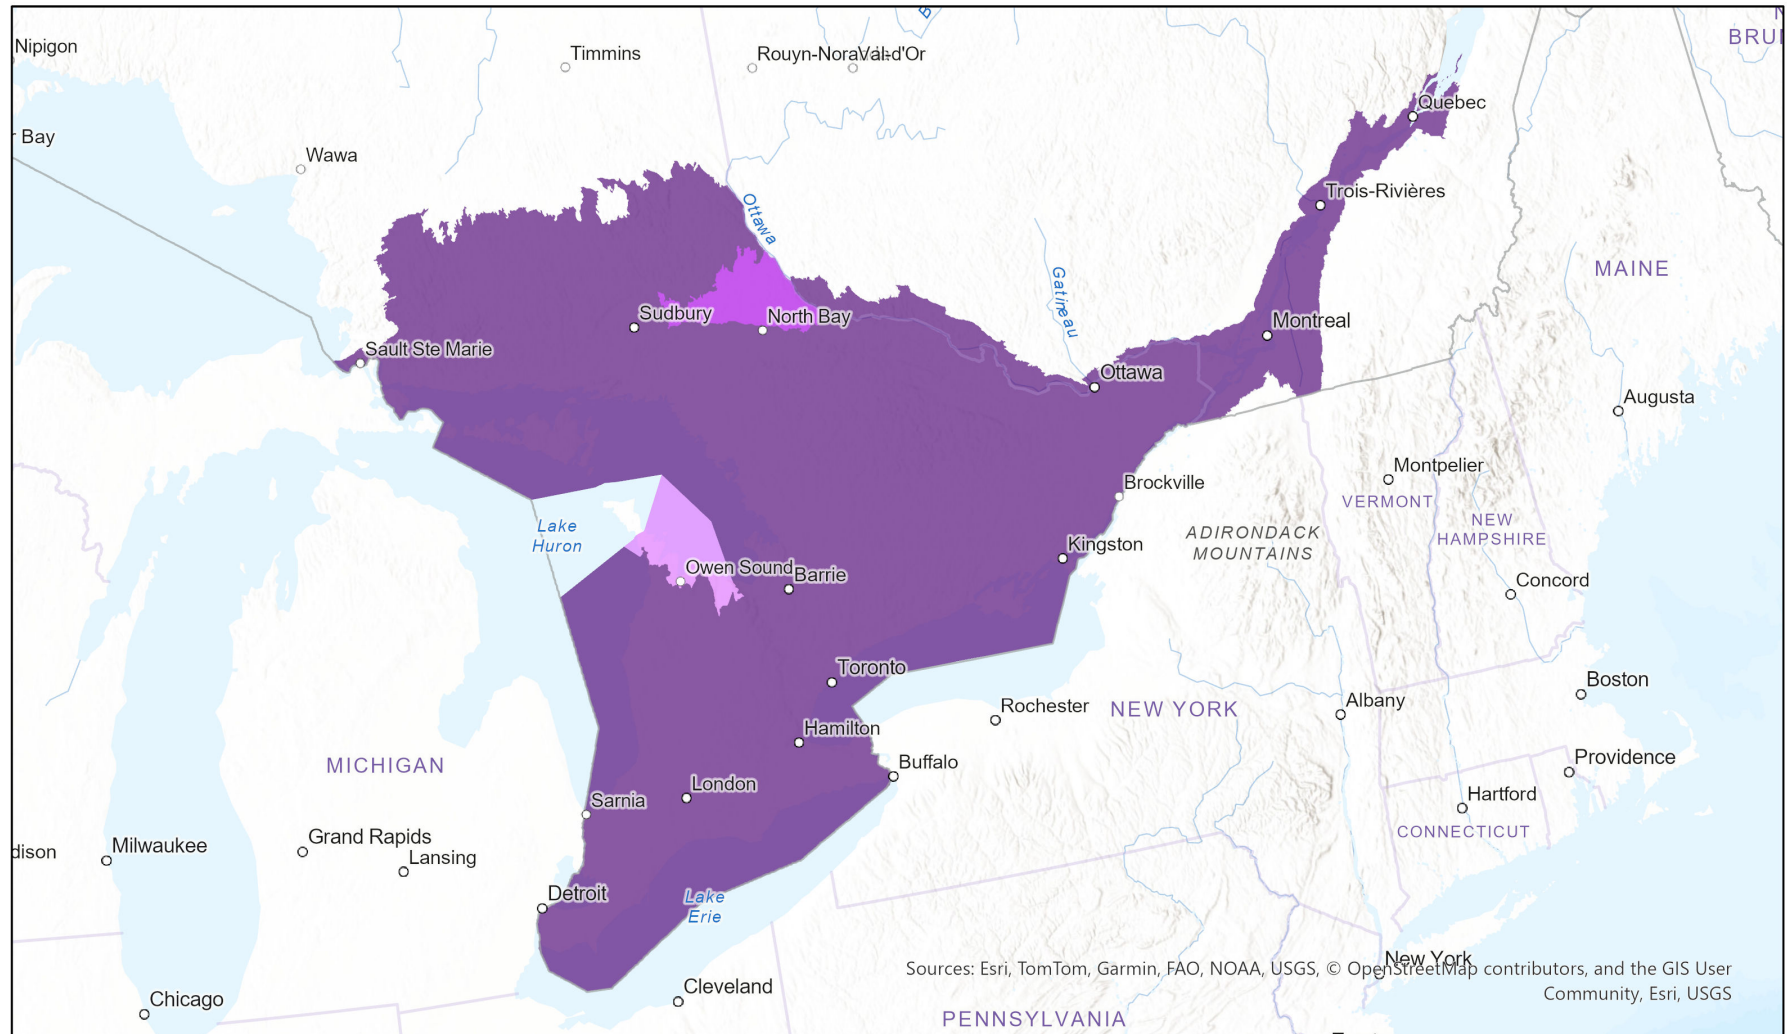 Nipigon
Timmins
Rouyn-Nora
Val-d'Or
B
BRU
Bay
Wawa
Quebec
Trois-Rivières
Ottawa
MAINE
Gatineau
Sudbury
North Bay
Montreal
Sault Ste Marie
Ottawa
Augusta
Montpelier
VERMONT
Brockville
NEW
HAMPSHIRE
ADIRONDACK
MOUNTAINS
Lake
Huron
Kingston
Owen Sound
Barrie
Concord
Toronto
Boston
Rochester
NEW YORK
Albany
Hamilton
MICHIGAN
Buffalo
Providence
London
Sarnia
Hartford
CONNECTICUT
Grand Rapids
Milwaukee
dison
Lansing
Detroit
Lake
Erie
New York
Sources: Esri, TomTom, Garmin, FAO, NOAA, USGS, © OpenStreetMap contributors, and the GIS User
Community, Esri, USGS
Cleveland
Chicago
PENNSYLVANIA